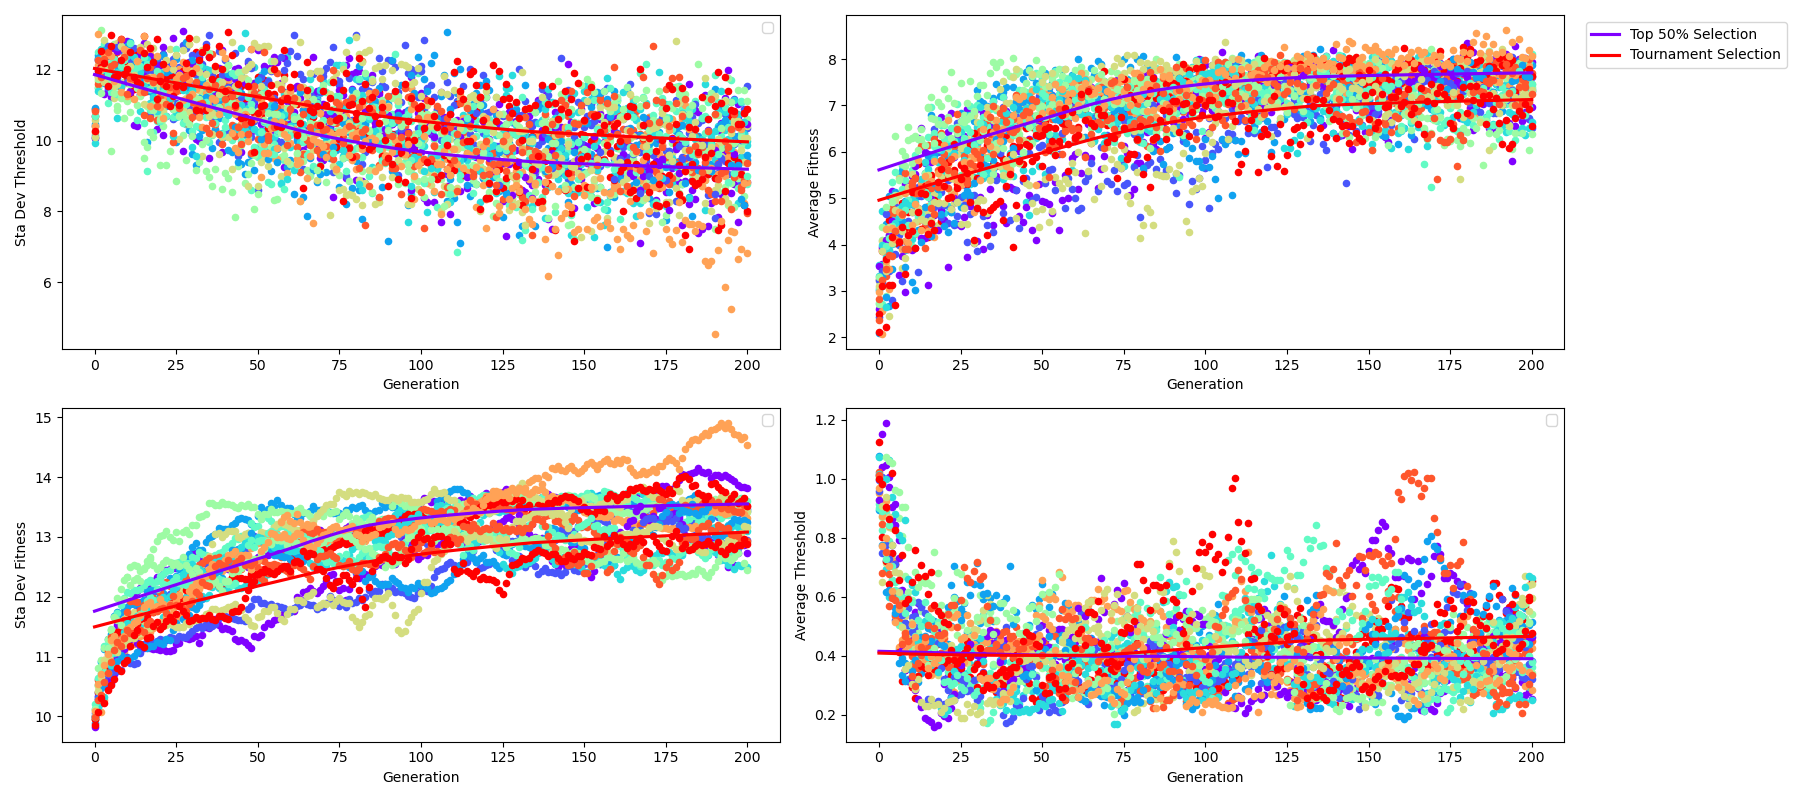 Sta Dev Threshold
12
10
8
6
0 25 50 75 100 125 150 175 200
Generation
Average Fitness
8
7
6
5
4
3
2
0 25 50 75 100 125 150 175 200
Generation
Top 50% Selection
Tournament Selection
Sta Dev Fitness
15
14
13
12
11
10
0 25 50 75 100 125 150 175 200
Generation
Average Threshold
1.2
1.0
0.8
0.6
0.4
0.2
0 25 50 75 100 125 150 175 200
Generation